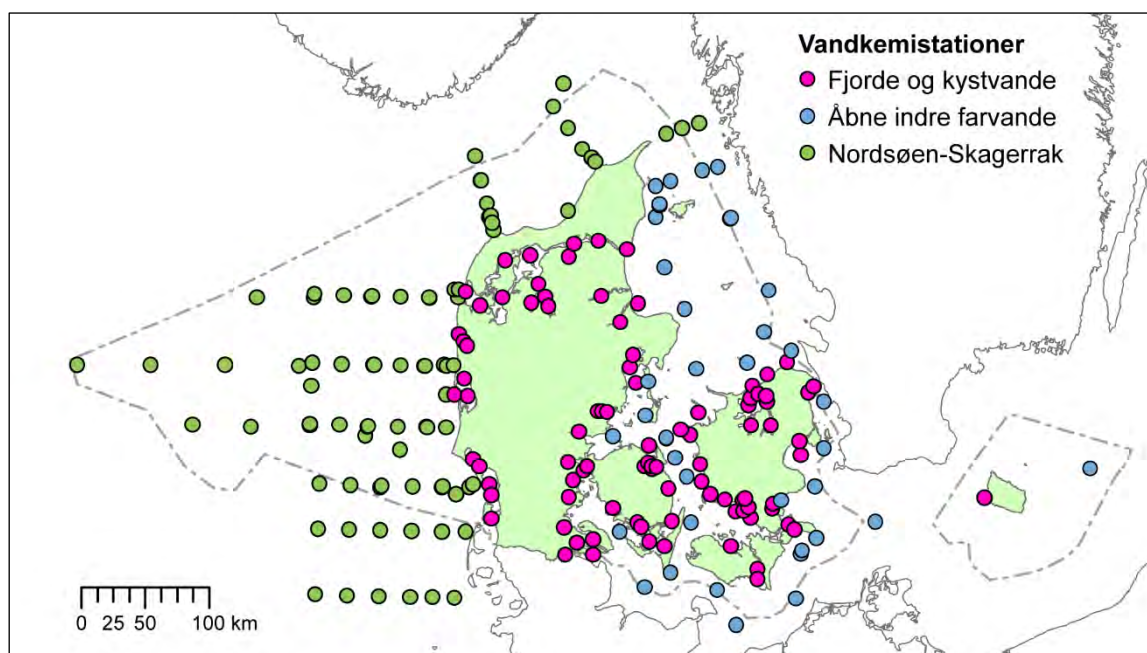 Vandkemistationer
Fjorde og kystvande
Åbne indre farvande
Nordsøen-Skagerrak
0 25 50 100 km